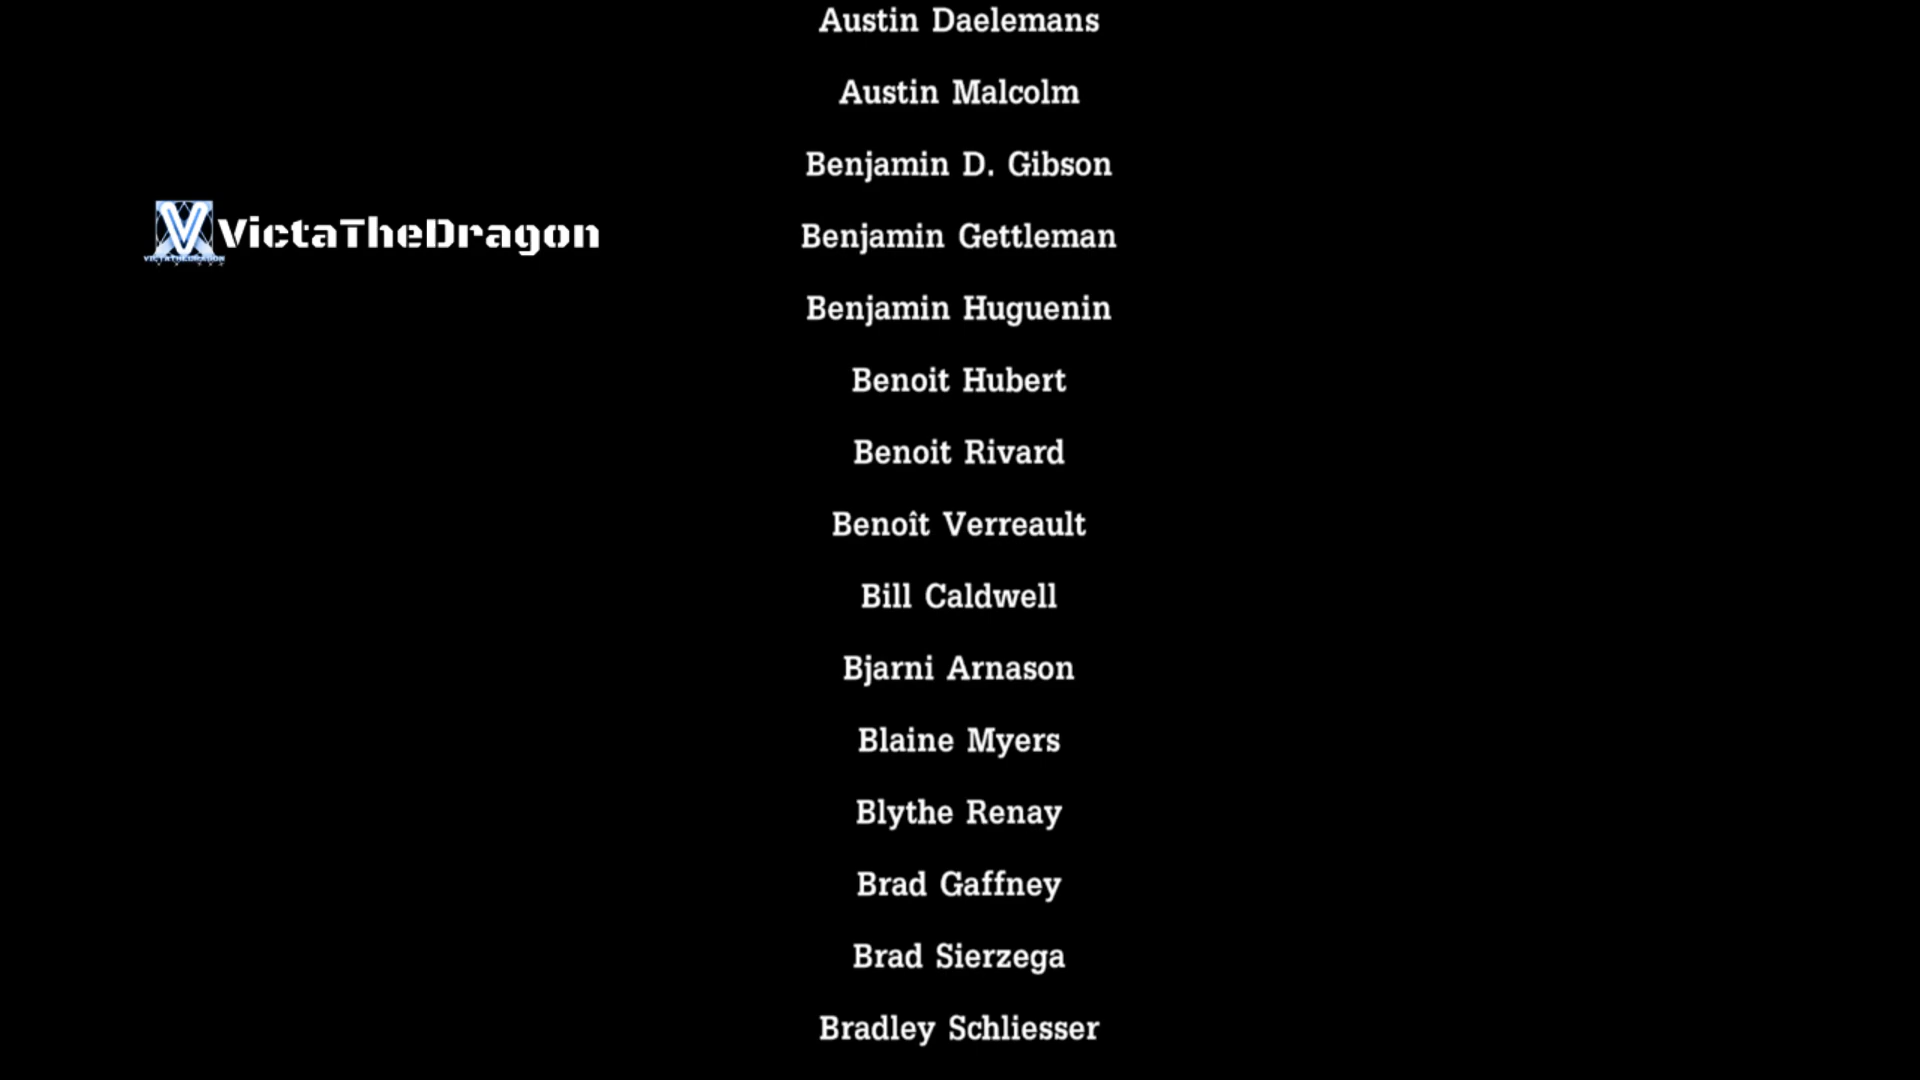 Austin Daelemans
Austin Malcolm
Benjamin D. Gibson
VictaTheDragon
VICTATHEDRAGON
Benjamin Gettleman
Benjamin Huguenin
Benoit Hubert
Benoit Rivard
Benoît Verreault
Bill Caldwell
Bjarni Arnason
Blaine Myers
Blythe Renay
Brad Gaffney
Brad Sierzega
Bradley Schliesser